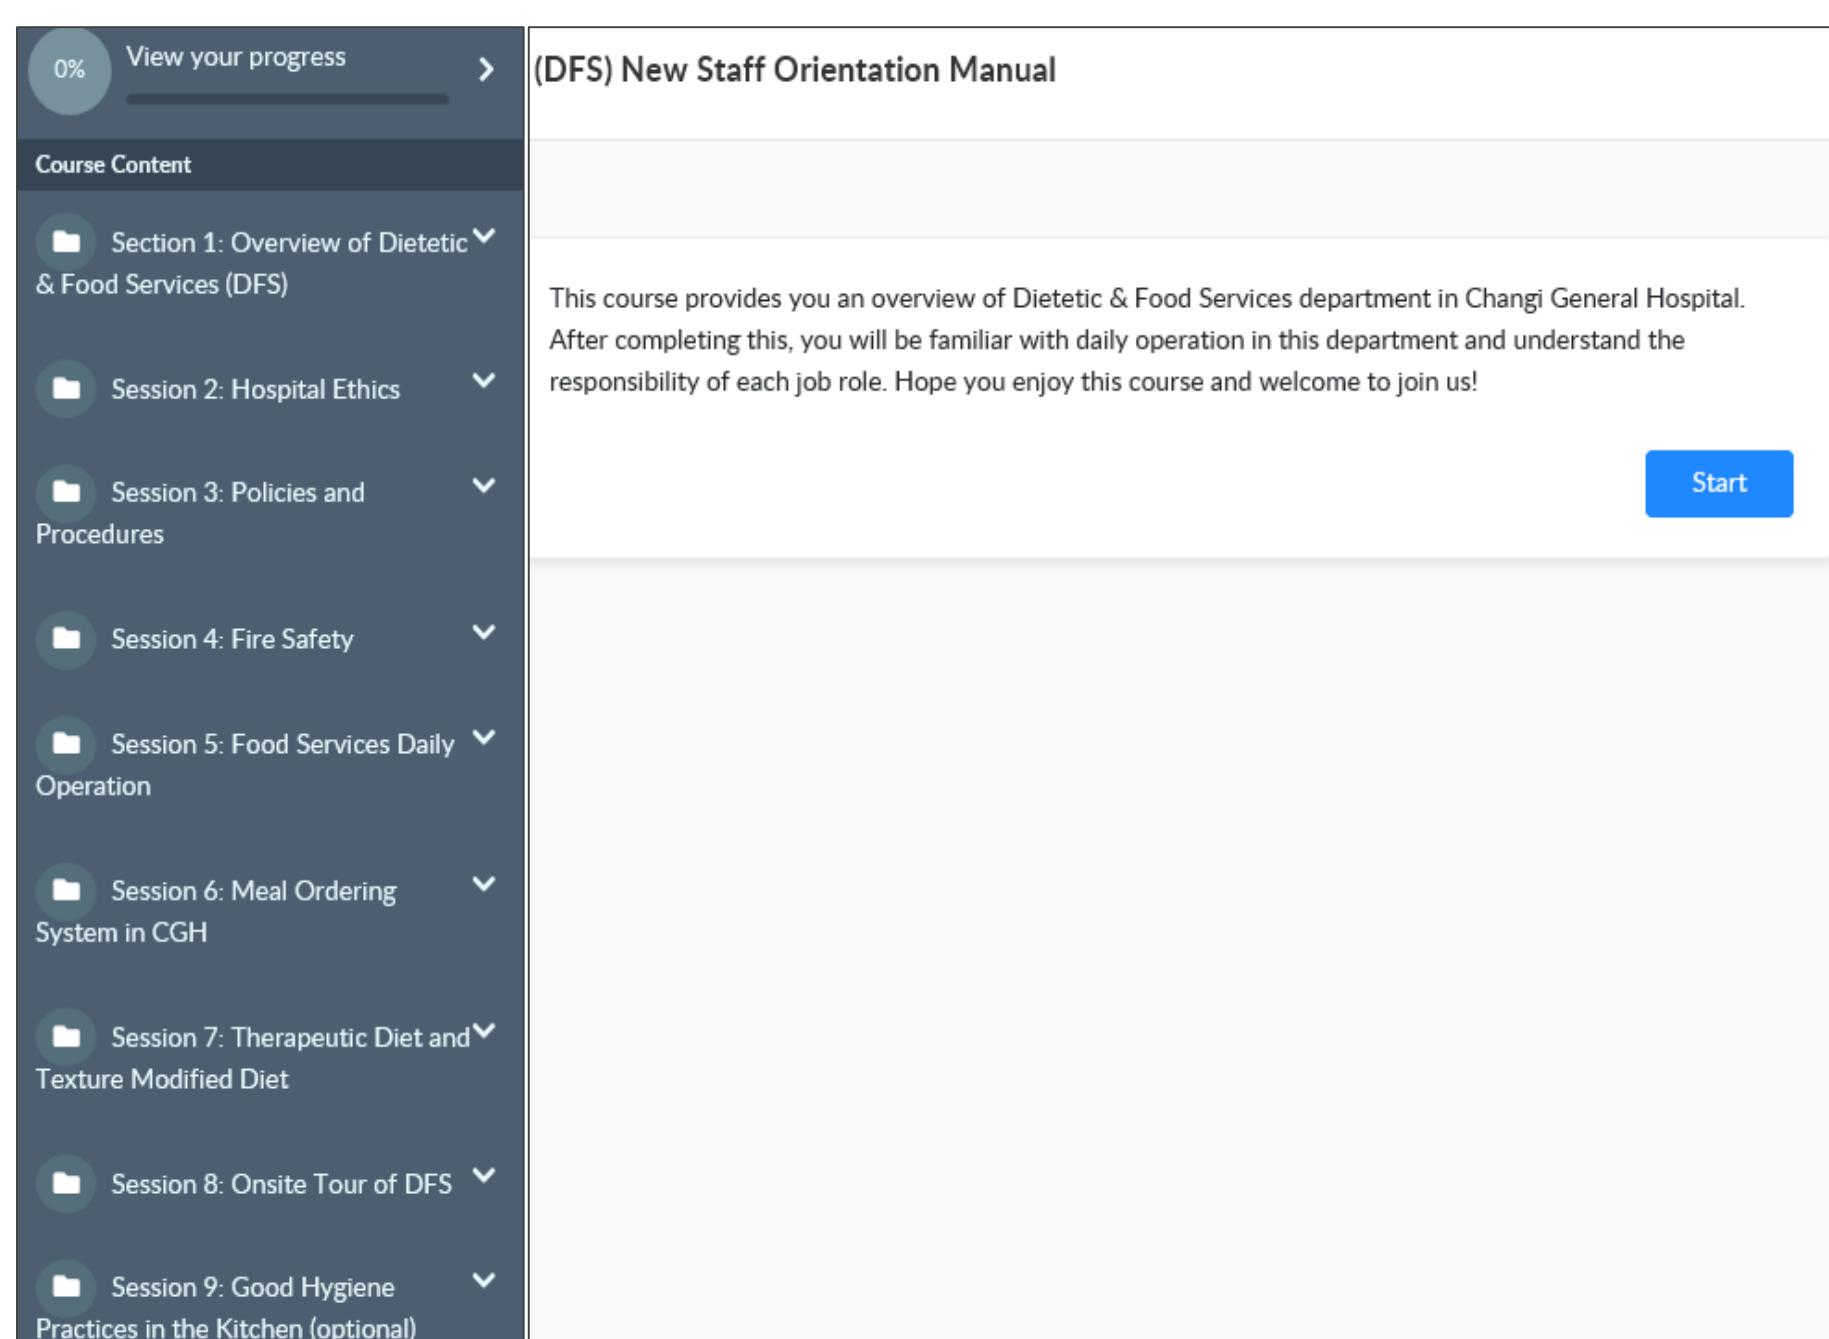 0%
View your progress
Course Content
Section 1: Overview of Dietetic
& Food Services (DFS)
Session 2: Hospital Ethics
Session 3: Policies and
Procedures
Session 4: Fire Safety
Session 5: Food Services Daily
Operation
Session 6: Meal Ordering
System in CGH
Session 7: Therapeutic Diet and
Texture Modified Diet
Session 8: Onsite Tour of DFS
Session 9: Good Hygiene
Practices in the Kitchen (optional)
(DFS) New Staff Orientation Manual
This course provides you an overview of Dietetic & Food Services department in Changi General Hospital.
After completing this, you will be familiar with daily operation in this department and understand the
responsibility of each job role. Hope you enjoy this course and welcome to join us!
Start